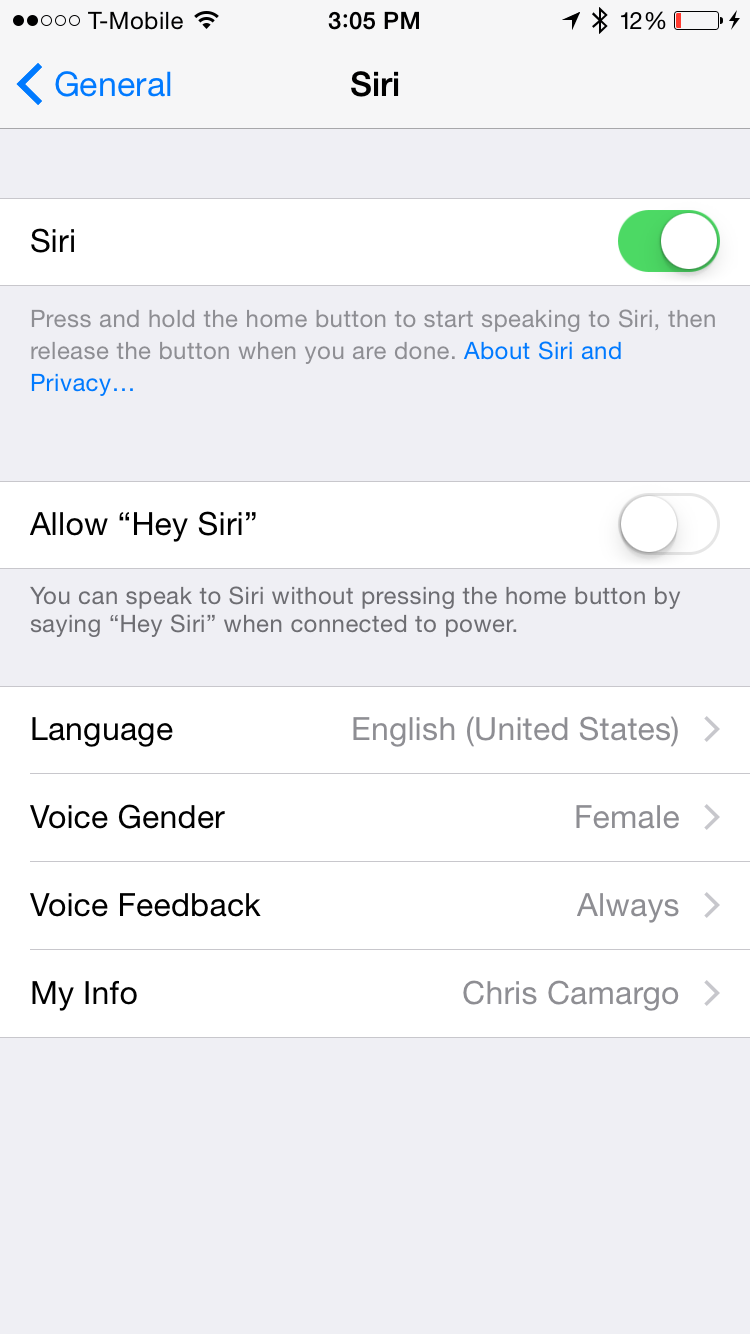 T-Mobile 3:05 PM 12%
General Siri
Siri
Press and hold the home button to start speaking to Siri, then
release the button when you are done. About Siri and
Privacy...
Allow “Hey Siri”
You can speak to Siri without pressing the home button by
saying “Hey Siri” when connected to power.
Language English (United States)
Voice Gender Female
Voice Feedback Always
My Info Chris Camargo